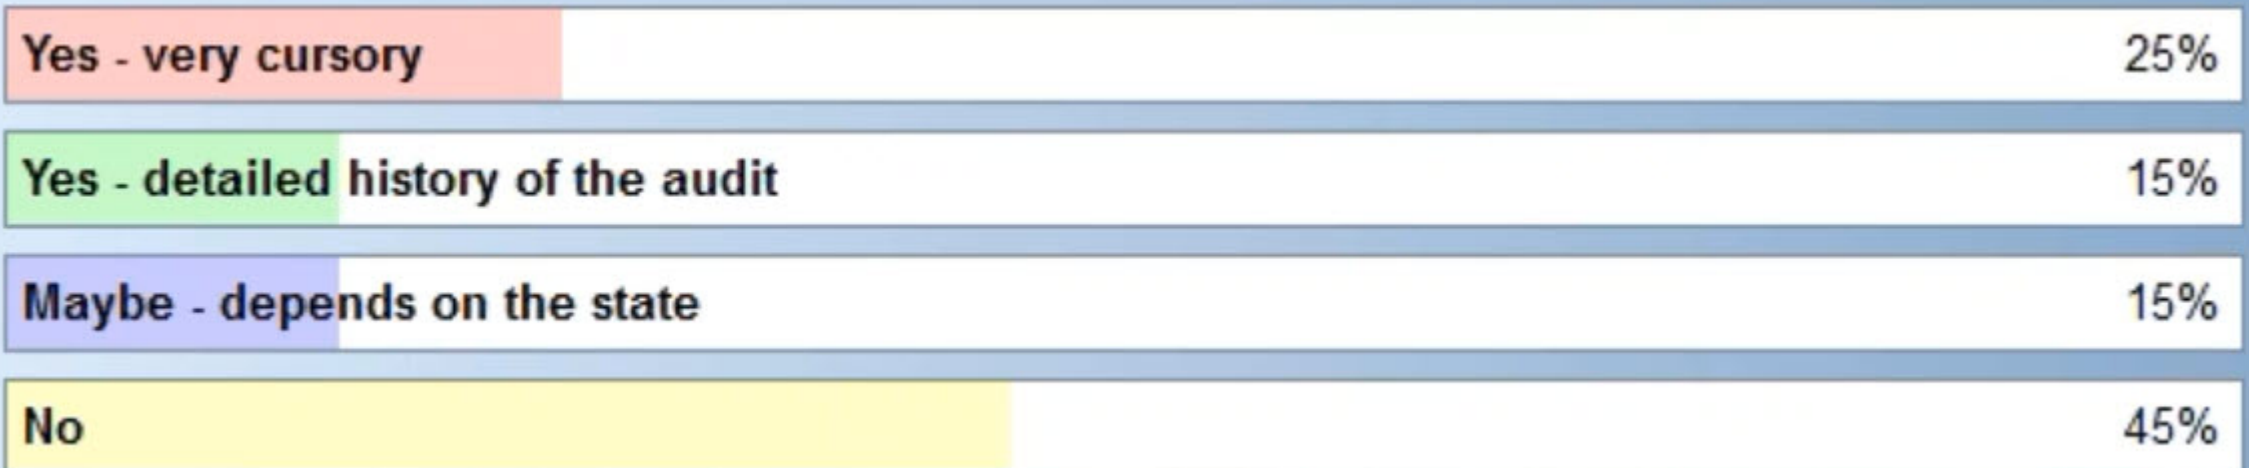 Yes - very cursory 25%
Yes - detailed history of the audit 15%
Maybe - depends on the state 15%
No 45%